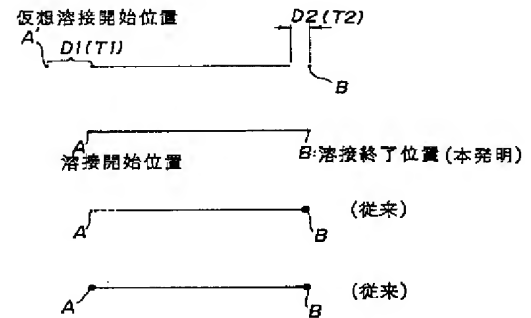 仮想溶接開始位置
D2(T2)
A' D1(T1)
B
A B:溶接終了位置(本発明)
溶接開始位置
A B (従来)
A B (従来)